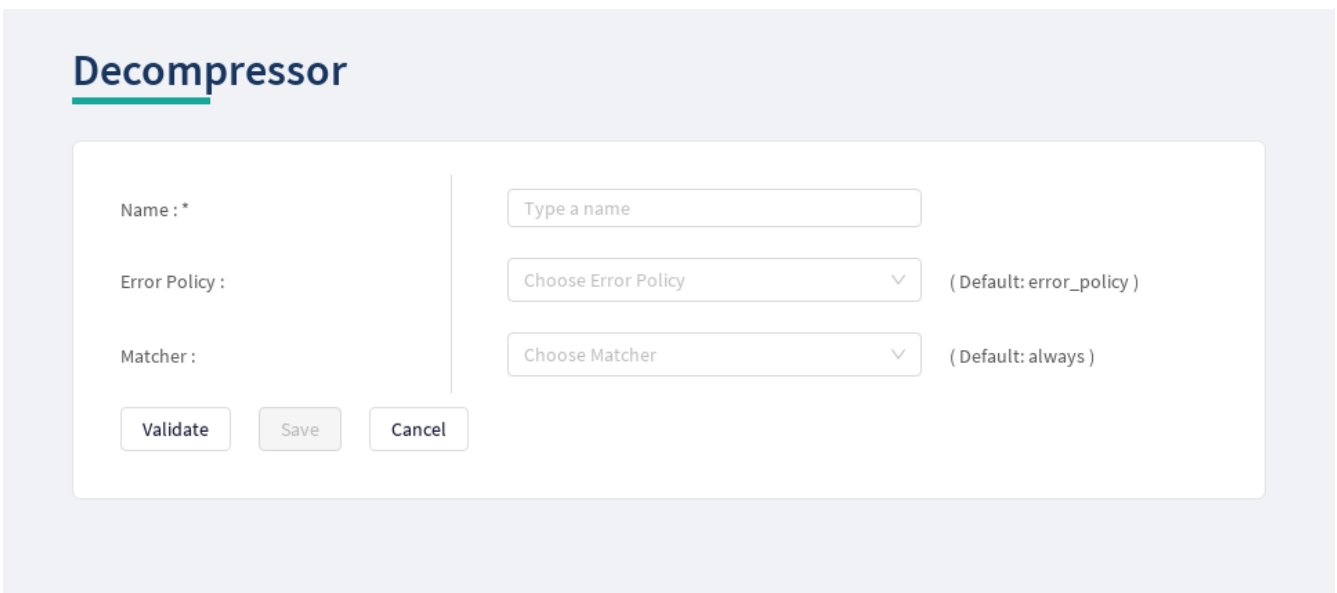 Decompressor
Name : * Type a name
Error Policy : Choose Error Policy ( Default: error_policy )
Matcher : Choose Matcher ( Default: always )
Validate Save Cancel